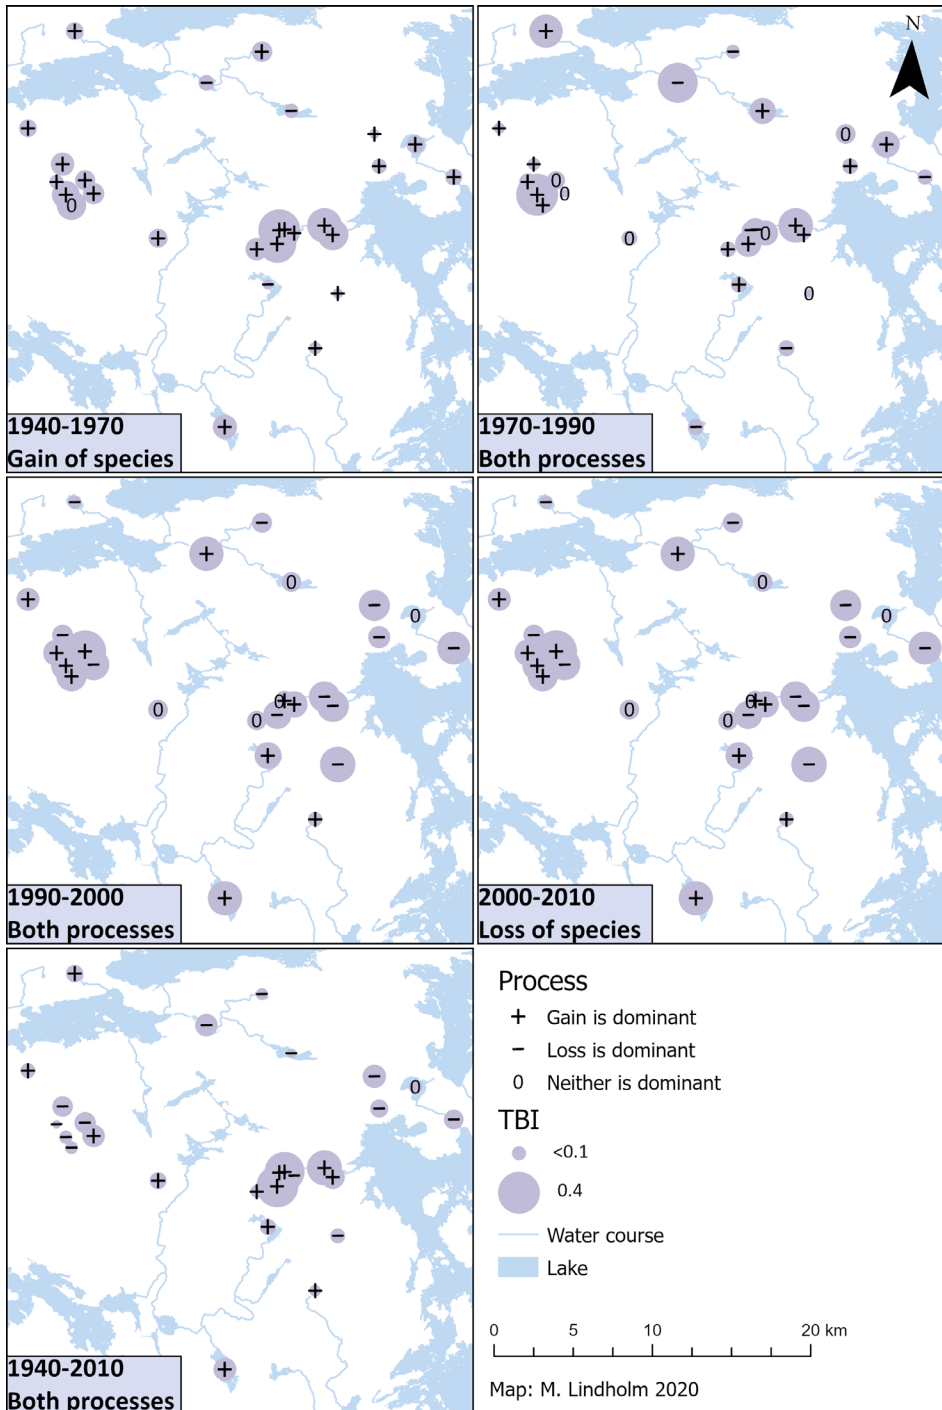 N
1940-1970
Gain of species
1970-1990
Both processes
1990-2000
Both processes
2000-2010
Loss of species
1940-2010
Both processes
Process
+ Gain is dominant
- Loss is dominant
0 Neither is dominant
TBI
<0.1
0.4
Water course
Lake
0 5 10 20 km
Map: M. Lindholm 2020